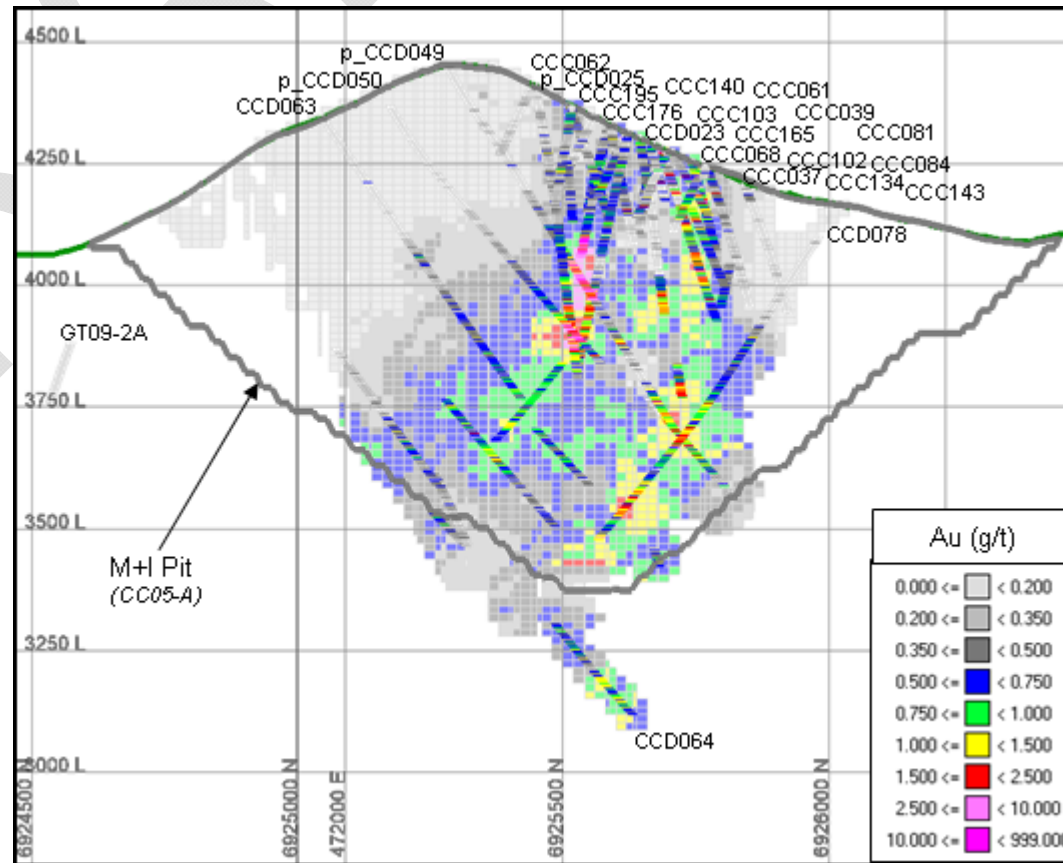 4500 L
p_CCD049
CCC062
p_CCD050
p_CCD025
CCC140
CCC061
CCD063
CCC195
CCC176
CCC103
CCC039
CCD023
CCC165
CCC081
4250 L
CCC068
CCC102
CCC084
CCC037
CCC134
CCC143
CCD078
4000 L
GT09-2A
3750 L
3500 L
M+I Pit
(CC05-A)
3250 L
CCD064
3000 L
6924500 N
6925000 N
472000 E
6925500 N
6926000 N
Au (g/t)
0.000 <= < 0.200
0.200 <= < 0.350
0.350 <= < 0.500
0.500 <= < 0.750
0.750 <= < 1.000
1.000 <= < 1.500
1.500 <= < 2.500
2.500 <= < 10.000
10.000 <= < 999.00